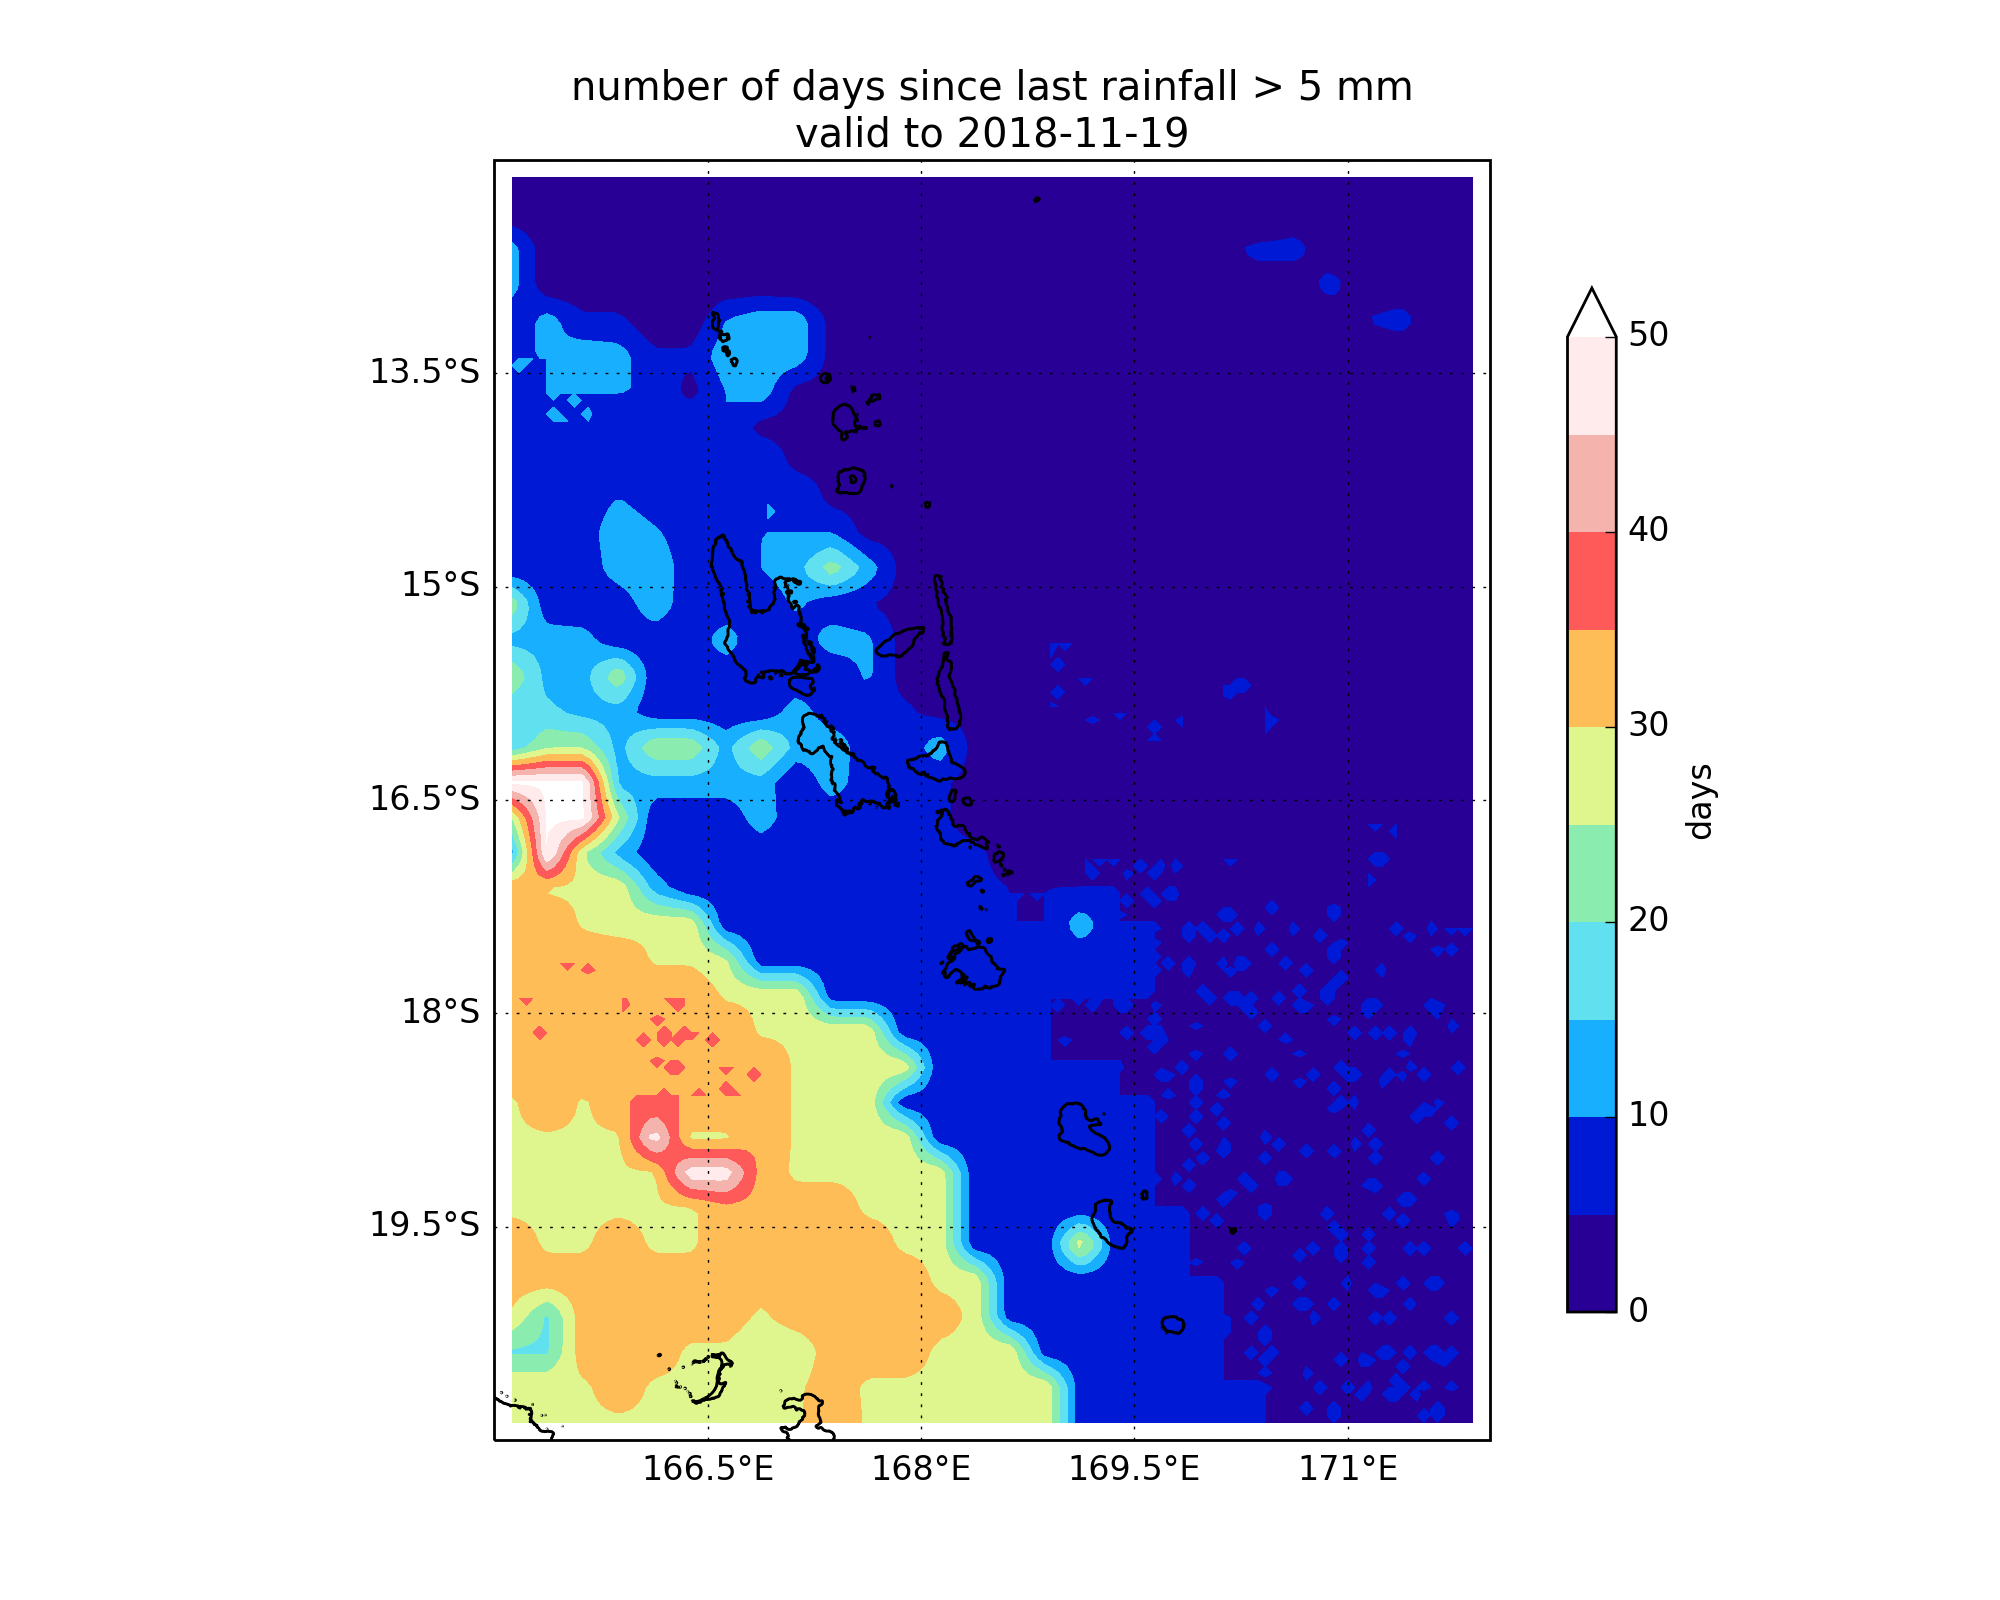 number of days since last rainfall > 5 mm
valid to 2018-11-19
13.5°S
15°S
16.5°S
18°S
19.5°S
166.5°E
168°E
169.5°E
171°E
50
40
30
20
10
0
days